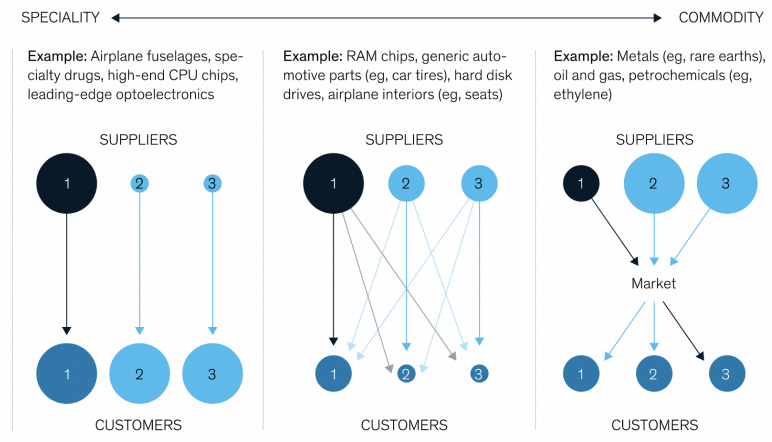 SPECIALITY COMMODITY
Example: Airplane fuselages, spe-
cialty drugs, high-end CPU chips,
leading-edge optoelectronics
SUPPLIERS
1 2 3
1 2 3
CUSTOMERS
Example: RAM chips, generic auto-
motive parts (eg, car tires), hard disk
drives, airplane interiors (eg, seats)
SUPPLIERS
1 2 3
1 2 3
CUSTOMERS
Example: Metals (eg, rare earths),
oil and gas, petrochemicals (eg,
ethylene)
SUPPLIERS
1 2 3
Market
1 2 3
CUSTOMERS